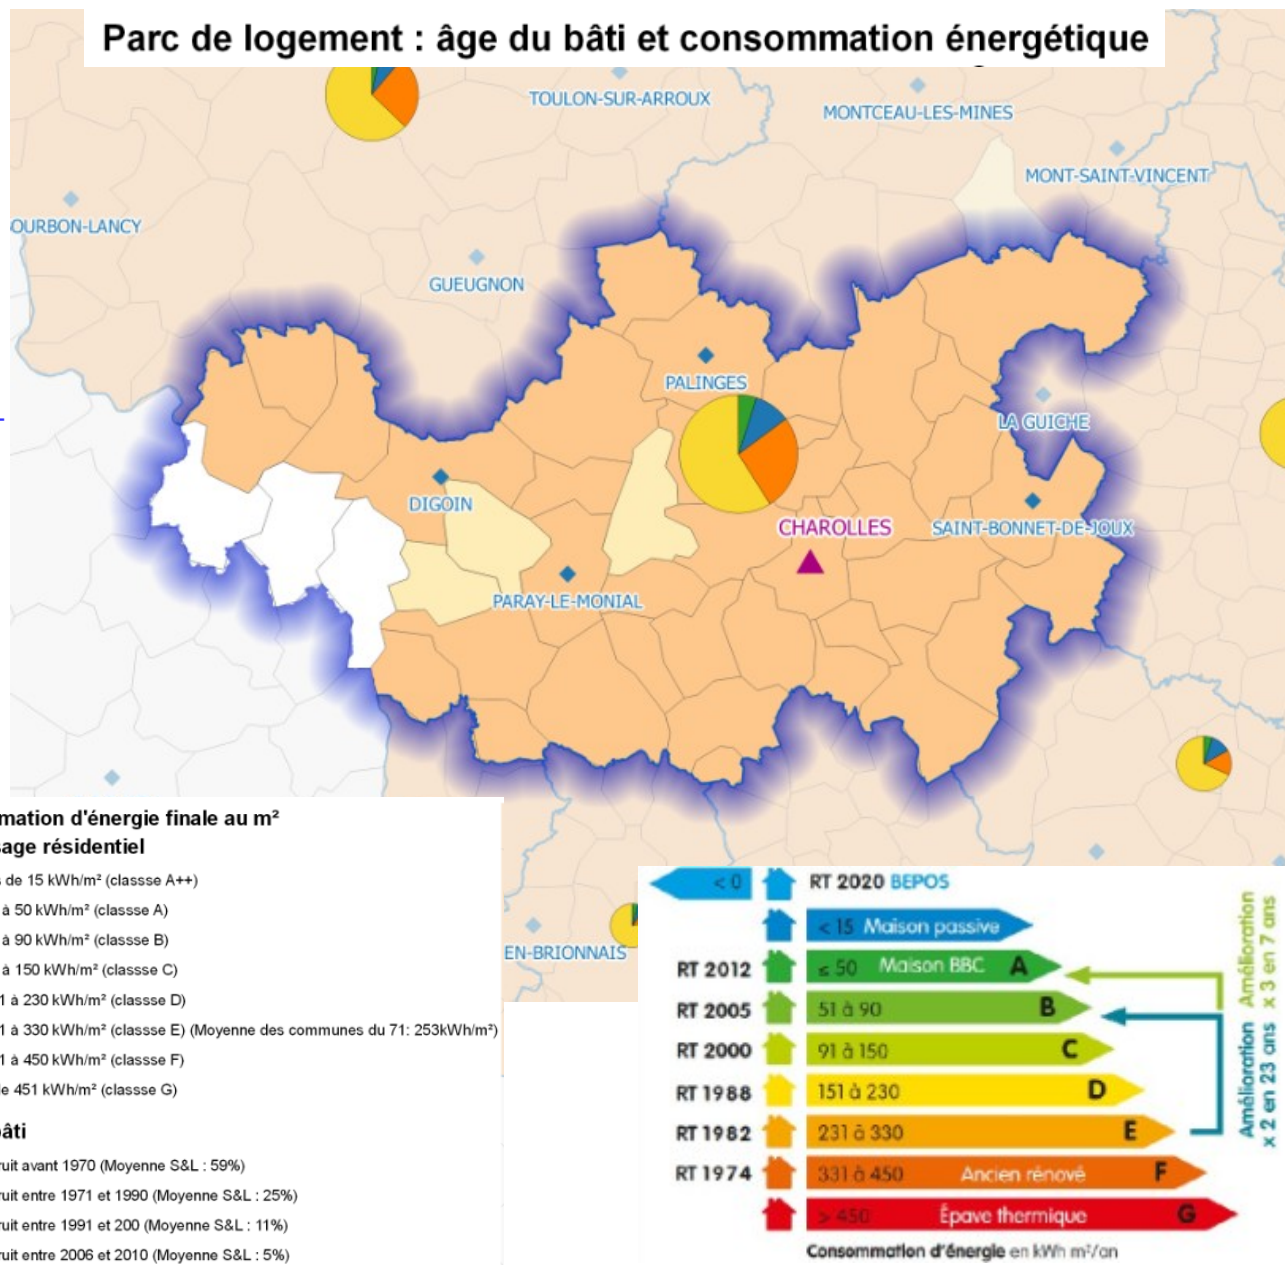 Parc de logement : âge du bâti et consommation énergétique
TOULON-SUR-ARROUX
MONTCEAU-LES-MINES
MONT-SAINT-VINCENT
OURBON-LANCY
GUEUGNON
PALINGES
LA GUICHE
DIGOIN
CHAROLLES
SAINT-BONNET-DE-JOUX
PARAY-LE-MONIAL
EN-BRIONNAIS
mation d'énergie finale au m²
age résidentiel
de 15 kWh/m² (classse A++)
à 50 kWh/m² (classse A)
à 90 kWh/m² (classse B)
à 150 kWh/m² (classse C)
1 à 230 kWh/m² (classse D)
1 à 330 kWh/m² (classse E) (Moyenne des communes du 71: 253kWh/m²)
1 à 450 kWh/m² (classse F)
le 451 kWh/m² (classse G)
âti
ruit avant 1970 (Moyenne S&L : 59%)
ruit entre 1971 et 1990 (Moyenne S&L : 25%)
ruit entre 1991 et 200 (Moyenne S&L : 11%)
ruit entre 2006 et 2010 (Moyenne S&L : 5%)
< 0 RT 2020 BEPOS
< 15 Maison passive
RT 2012 ≤ 50 Maison BBC A
RT 2005 51 à 90 B
RT 2000 91 à 150 C
RT 1988 151 à 230 D
RT 1982 231 à 330 E
RT 1974 331 à 450 Ancien rénové F
> 450 Épave thermique G
Consommation d'énergie en kWh m²/an
Amélioration
x 3 en 7 ans
Amélioration
x 2 en 23 ans